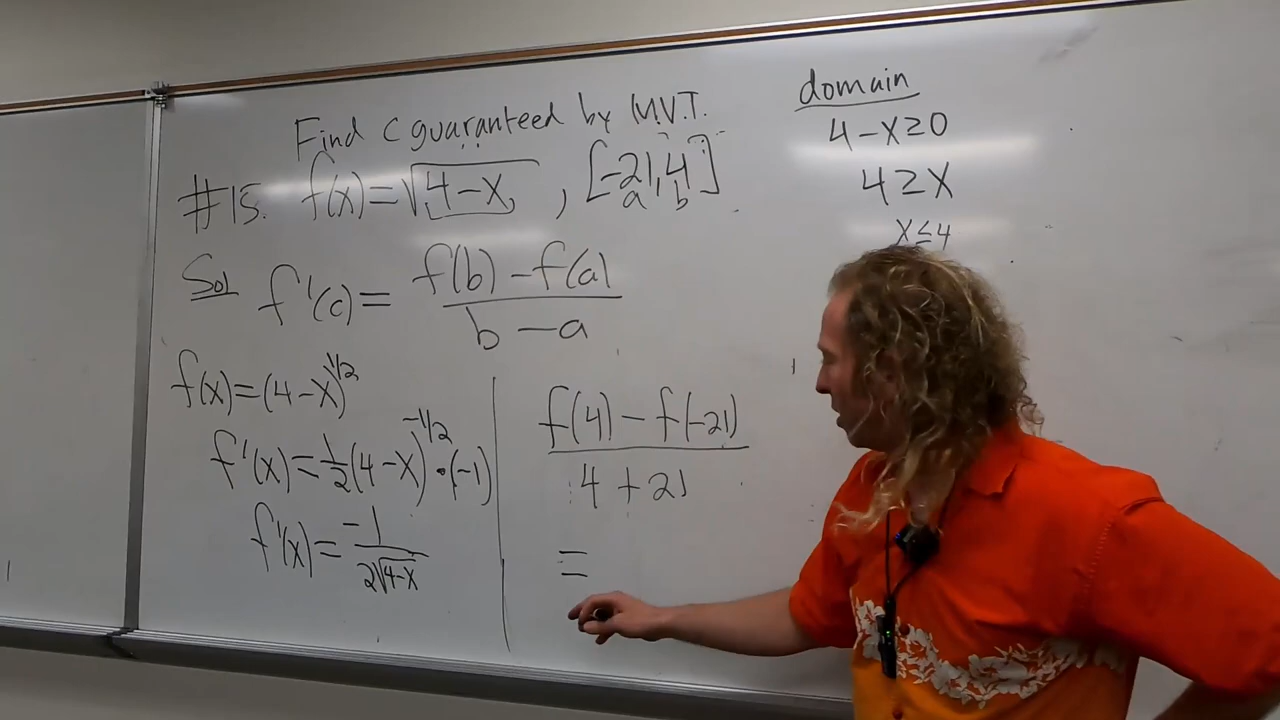 Find c guaranteed by M.V.T.
#15. f(x)=√(4-x) , [-21,4]
a b
Sol f'(c)= (f(b)-f(a))/(b-a)
f(x)=(4-x)^1/2
f'(x)=1/2(4-x)^-1/2·(-1)
f'(x)= -1/(2√(4-x))
(f(4)-f(-21))/(4+21)
=
domain
4-x≥0
4≥x
x≤4